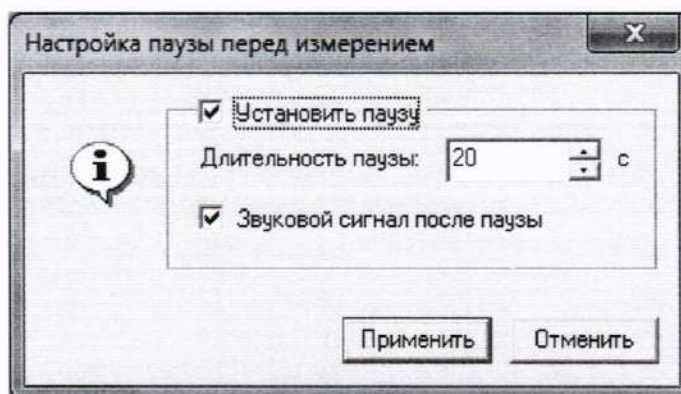 Настройка паузы перед измерением
Установить паузу
Длительность паузы: 20 с
Звуковой сигнал после паузы
Применить Отменить